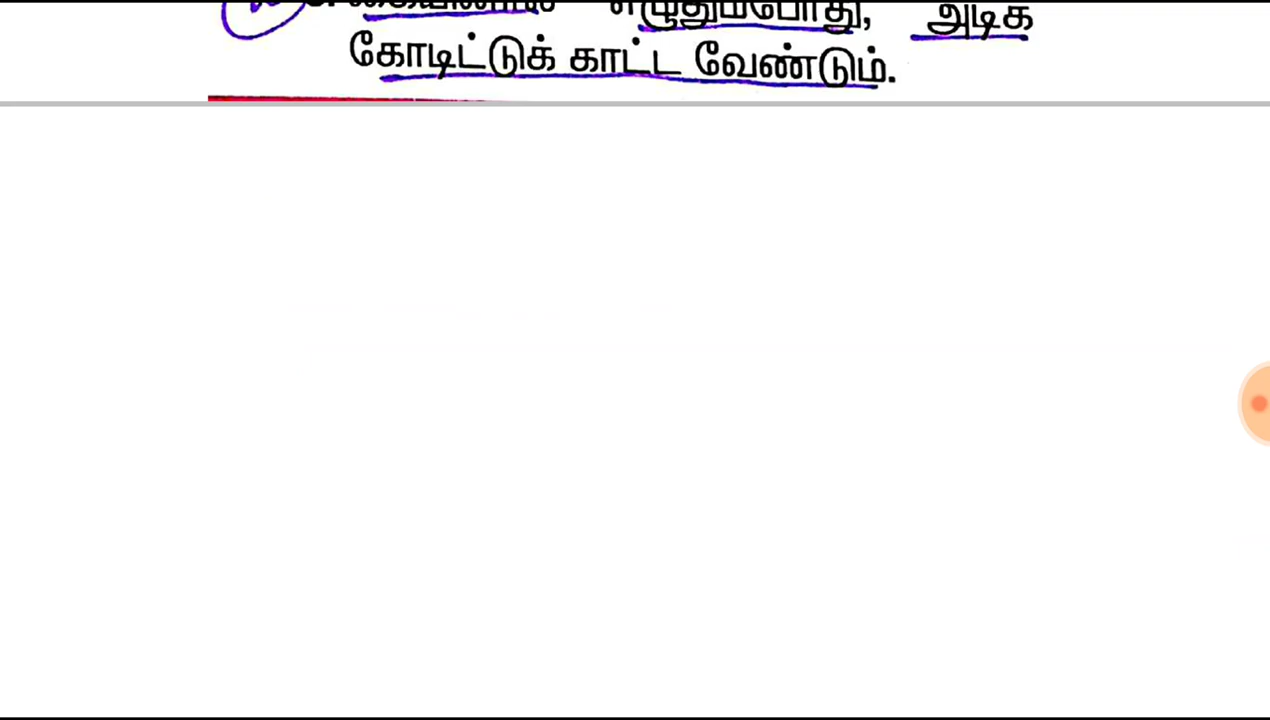 கையினால் எழுதும்போது, அடிக்
கோடிட்டுக் காட்ட வேண்டும்.